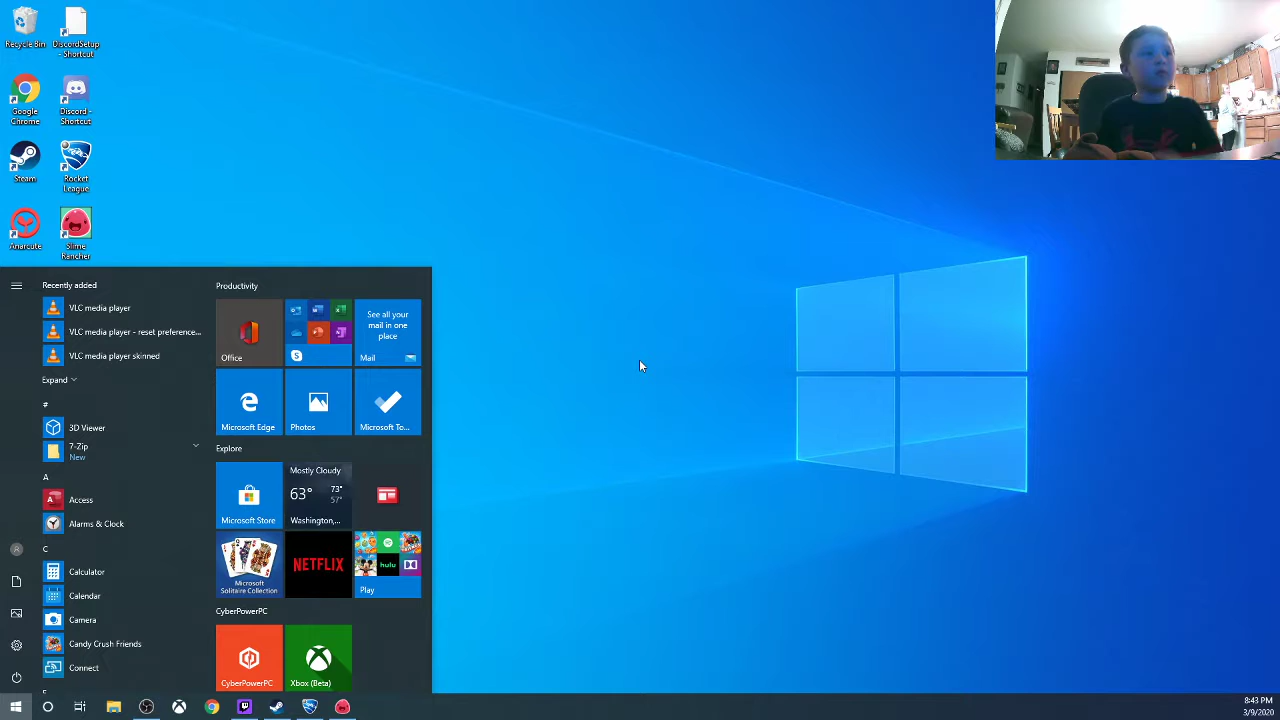 Recycle Bin
DiscordSetup
- Shortcut
Google
Chrome
Discord -
Shortcut
Steam
Rocket
League
Anarcute
Slime
Rancher
Recently added
VLC media player
VLC media player - reset preference...
VLC media player skinned
Expand
#
3D Viewer
7-Zip
New
A
Access
Alarms & Clock
C
Calculator
Calendar
Camera
Candy Crush Friends
Connect
Productivity
Office
See all your
mail in one
place
Mail
Microsoft Edge
Photos
Microsoft To...
Explore
Microsoft Store
Mostly Cloudy
63° 73°
57°
Washington,...
Microsoft
Solitaire Collection
NETFLIX
hulu
Play
CyberPowerPC
CyberPowerPC
Xbox (Beta)
8:43 PM
3/9/2020